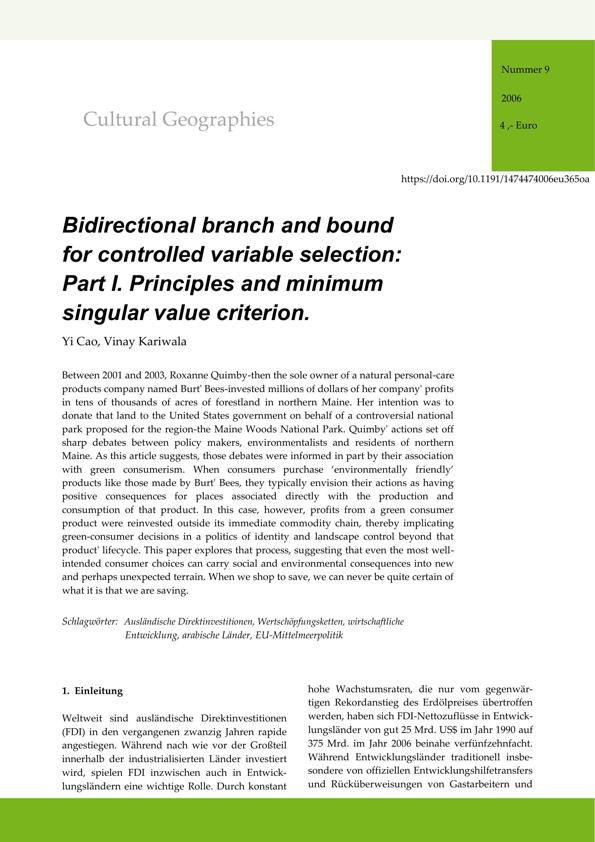 Nummer 9
2006
4 ,- Euro
Cultural Geographies
https://doi.org/10.1191/1474474006eu365oa
Bidirectional branch and bound
for controlled variable selection:
Part I. Principles and minimum
singular value criterion.
Yi Cao, Vinay Kariwala
Between 2001 and 2003, Roxanne Quimby-then the sole owner of a natural personal-care
products company named Burt' Bees-invested millions of dollars of her company' profits
in tens of thousands of acres of forestland in northern Maine. Her intention was to
donate that land to the United States government on behalf of a controversial national
park proposed for the region-the Maine Woods National Park. Quimby' actions set off
sharp debates between policy makers, environmentalists and residents of northern
Maine. As this article suggests, those debates were informed in part by their association
with green consumerism. When consumers purchase ‘environmentally friendly’
products like those made by Burt' Bees, they typically envision their actions as having
positive consequences for places associated directly with the production and
consumption of that product. In this case, however, profits from a green consumer
product were reinvested outside its immediate commodity chain, thereby implicating
green-consumer decisions in a politics of identity and landscape control beyond that
product' lifecycle. This paper explores that process, suggesting that even the most well-
intended consumer choices can carry social and environmental consequences into new
and perhaps unexpected terrain. When we shop to save, we can never be quite certain of
what it is that we are saving.
Schlagwörter: Ausländische Direktinvestitionen, Wertschöpfungsketten, wirtschaftliche
Entwicklung, arabische Länder, EU-Mittelmeerpolitik
1. Einleitung
Weltweit sind ausländische Direktinvestitionen
(FDI) in den vergangenen zwanzig Jahren rapide
angestiegen. Während nach wie vor der Großteil
innerhalb der industrialisierten Länder investiert
wird, spielen FDI inzwischen auch in Entwick-
lungsländern eine wichtige Rolle. Durch konstant
hohe Wachstumsraten, die nur vom gegenwär-
tigen Rekordanstieg des Erdölpreises übertroffen
werden, haben sich FDI-Nettozuflüsse in Entwick-
lungsländer von gut 25 Mrd. US$ im Jahr 1990 auf
375 Mrd. im Jahr 2006 beinahe verfünfzehnfacht.
Während Entwicklungsländer traditionell insbe-
sondere von offiziellen Entwicklungshilfetransfers
und Rücküberweisungen von Gastarbeitern und